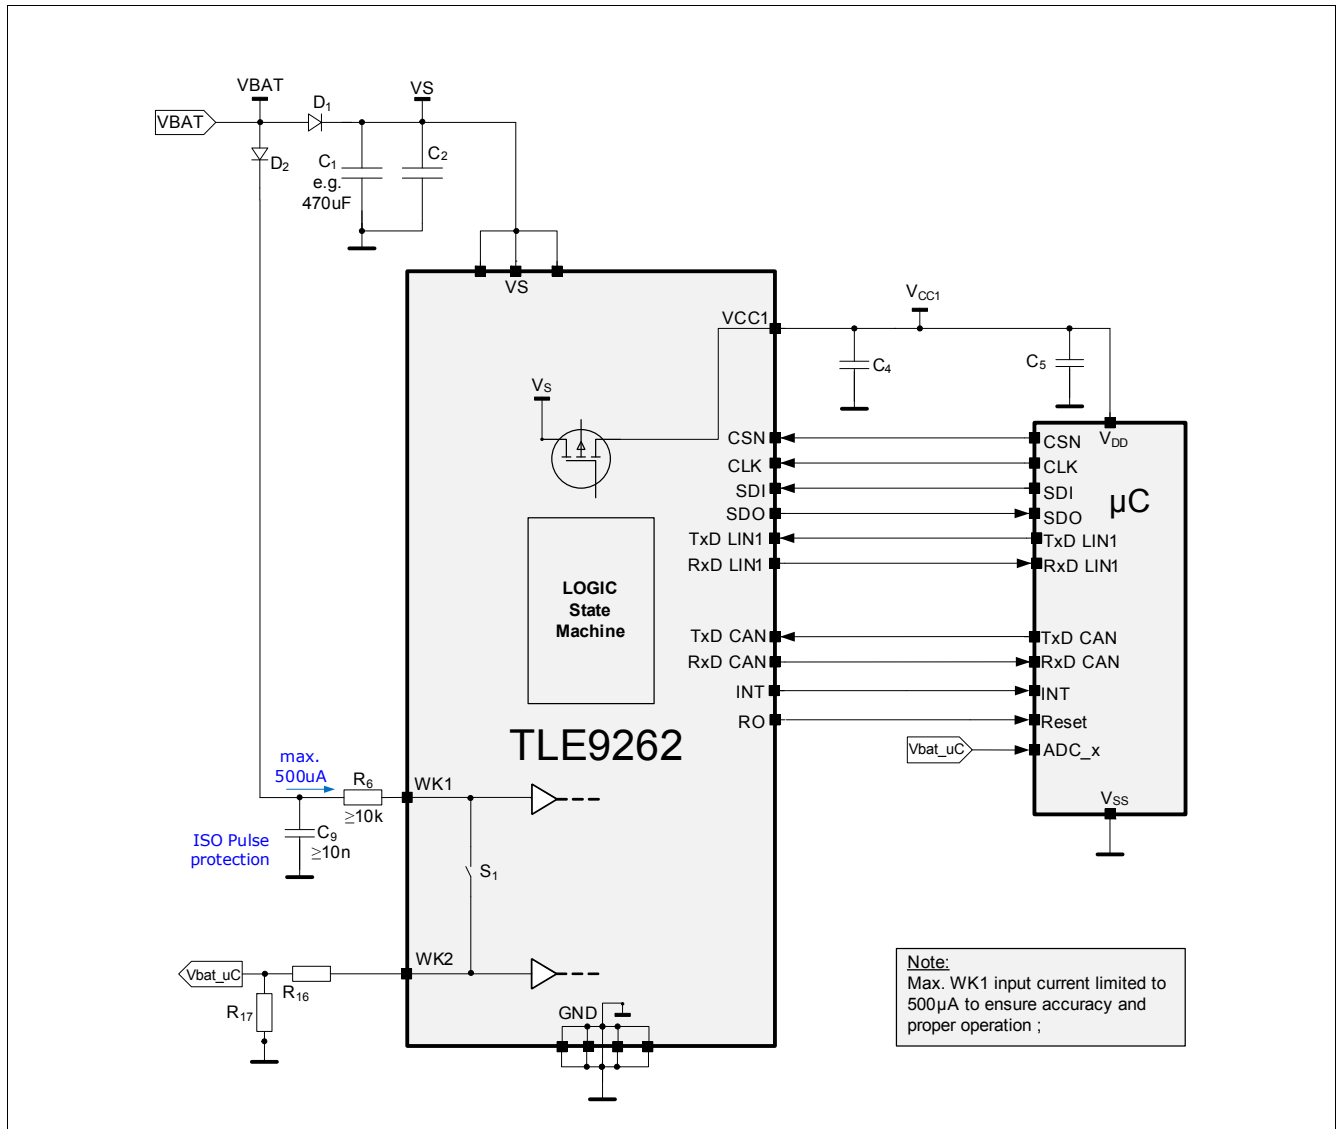 VBAT
VS
D1
VBAT
D2
C1
e.g.
470uF
C2
VS
VCC1
VCC1
C4
C5
VS
CSN
CLK
SDI
SDO
TxD LIN1
RxD LIN1
TxD CAN
RxD CAN
INT
RO
CSN
VDD
CLK
SDI
µC
SDO
TxD LIN1
RxD LIN1
TxD CAN
RxD CAN
INT
Reset
Vbat_uC
ADC_x
VSS
LOGIC
State
Machine
TLE9262
max.
500uA
R6
≥10k
WK1
ISO Pulse
protection
C9
≥10n
S1
WK2
Vbat_uC
R16
R17
GND
Note:
Max. WK1 input current limited to
500µA to ensure accuracy and
proper operation ;